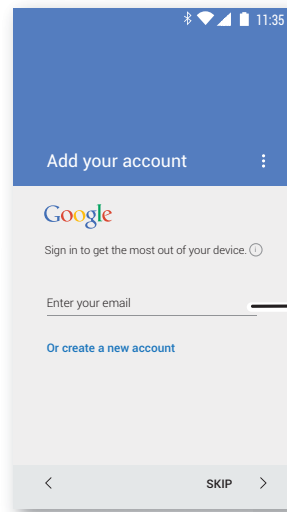 11:35
Add your account
Google
Sign in to get the most out of your device.
Enter your email
Or create a new account
SKIP